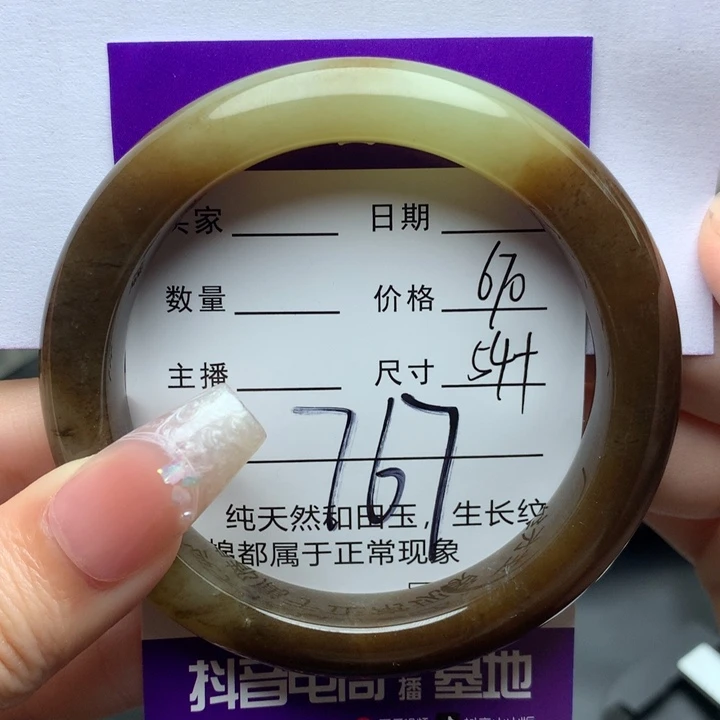 家 日期
数量 价格 670
主播 尺寸 54+
767
纯天然和田玉，生长纹
棉都属于正常现象
抖音电商 播 基地